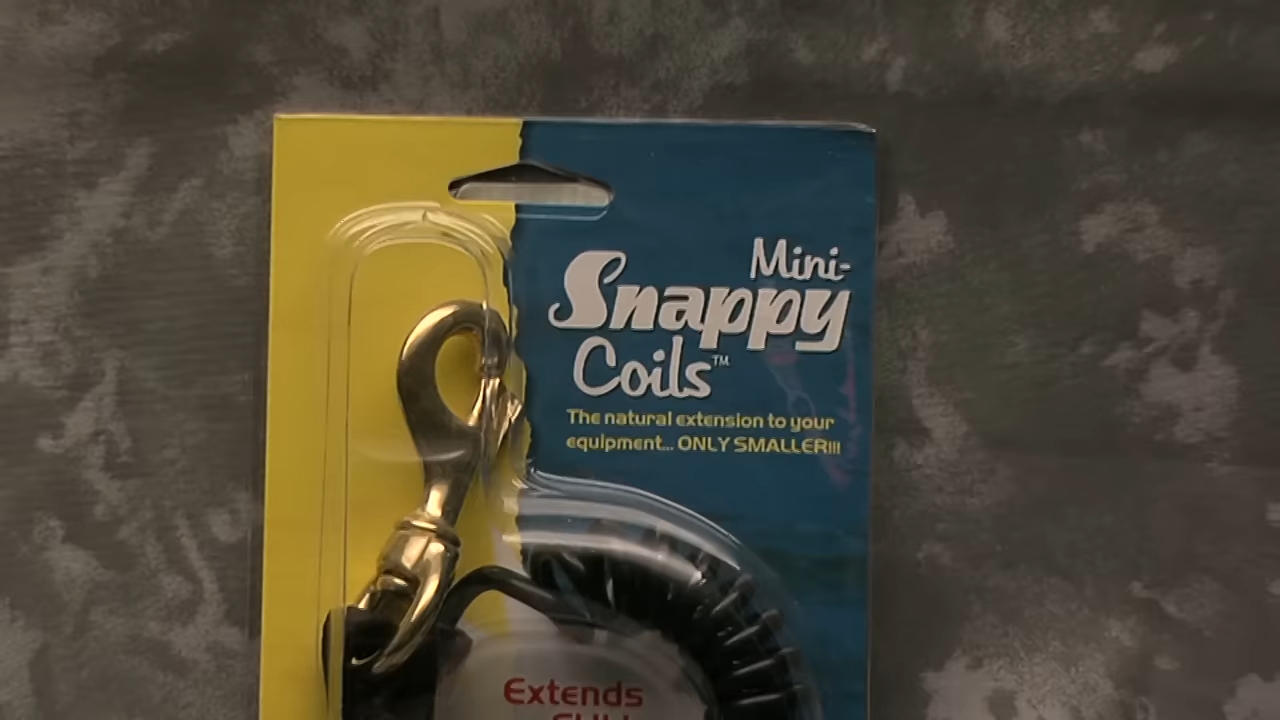 Mini-
Snappy
Coils™
The natural extension to your
equipment... ONLY SMALLER!!!
Extends